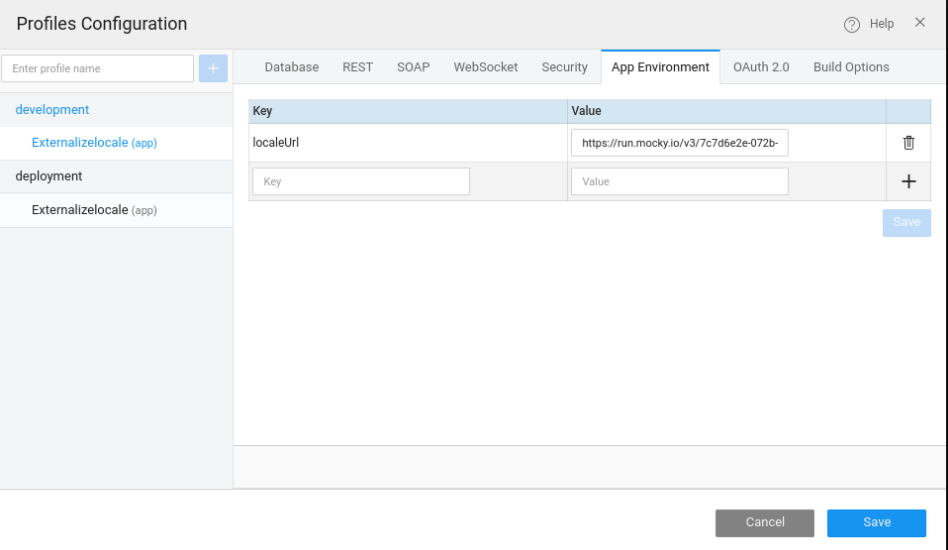 Profiles Configuration
Help
Enter profile name
+
development
Externalizelocale (app)
deployment
Externalizelocale (app)
Database REST SOAP WebSocket Security App Environment OAuth 2.0 Build Options
Key Value
localeUrl https://run.mocky.io/v3/7c7d6e2e-072b-
Key Value
Save
Cancel Save